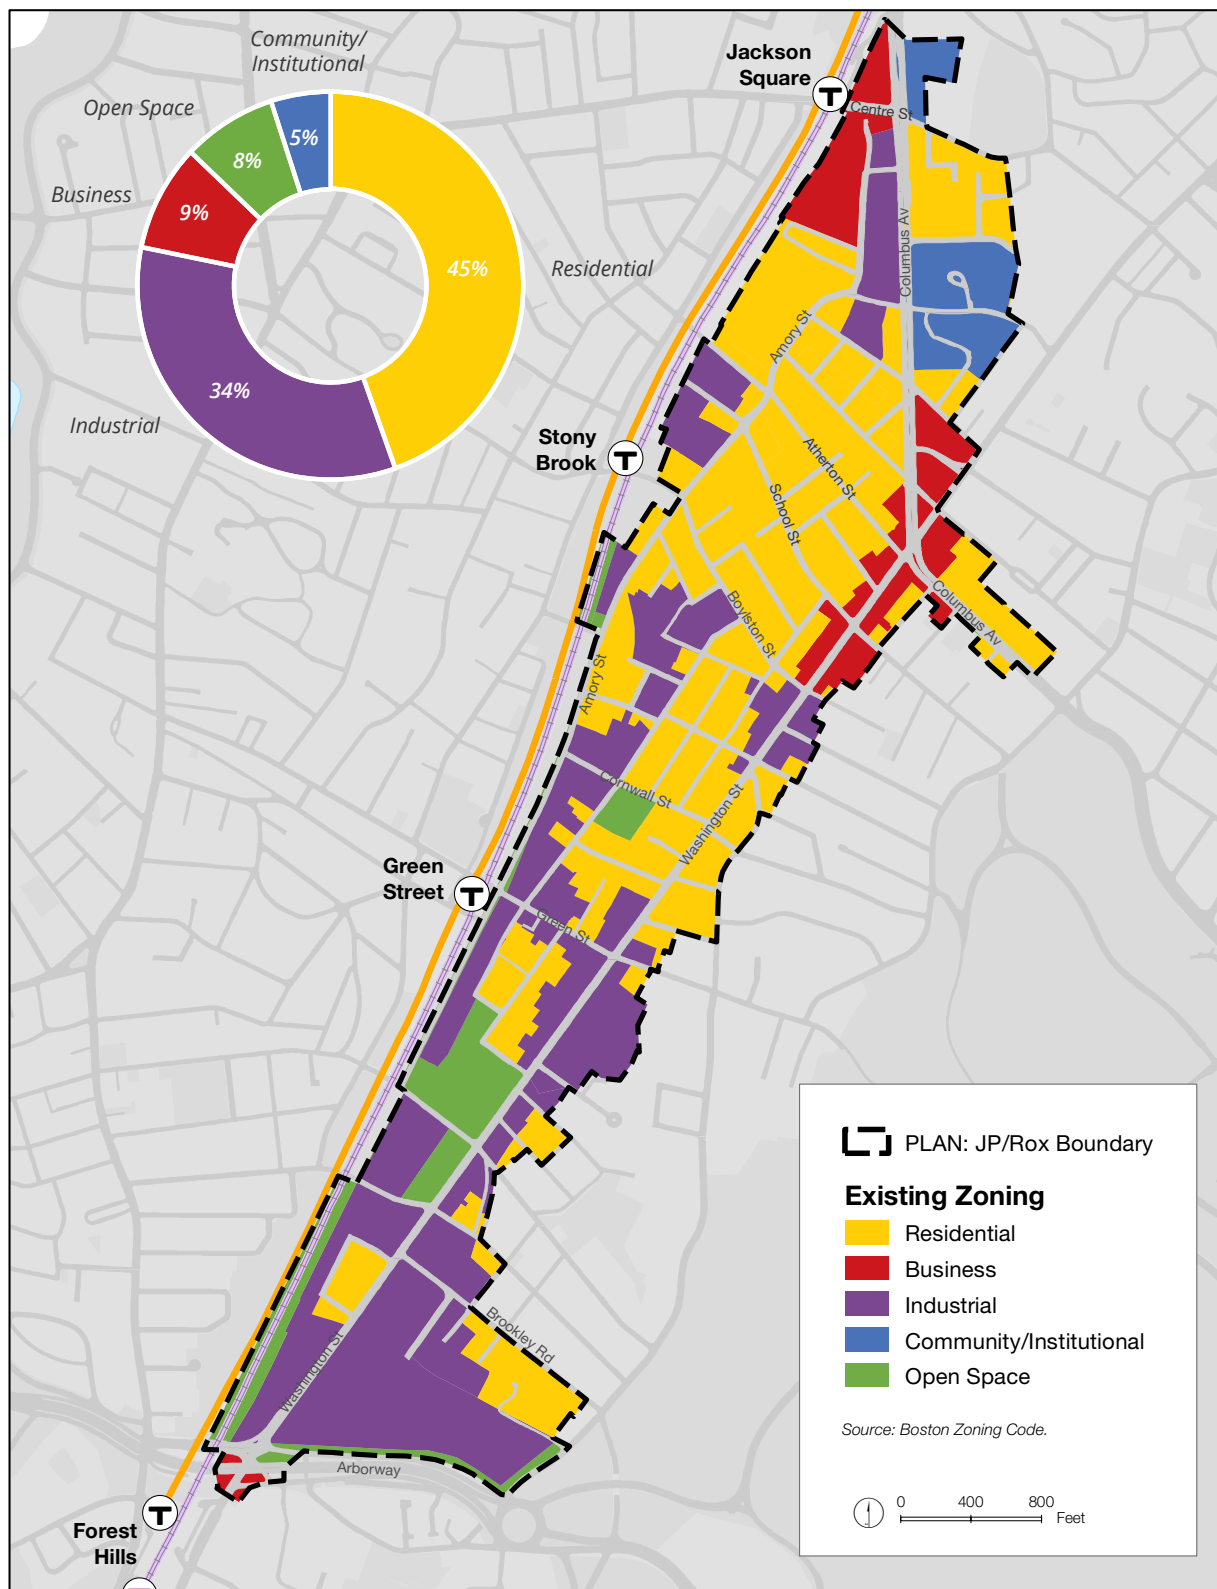 Community/
Institutional
Open Space
5%
8%
Business
9%
45%
Residential
34%
Industrial
Jackson
Square
T
Centre St
Columbus Av
Amory St
Stony
Brook
T
Atherton St
School St
Boylston St
Columbus Av
Amory St
Cornwall St
Washington St
Green
Street
T
Green St
Brookley Rd
Washington St
Arborway
T
Forest
Hills
PLAN: JP/Rox Boundary
Existing Zoning
Residential
Business
Industrial
Community/Institutional
Open Space
Source: Boston Zoning Code.
0 400 800
Feet